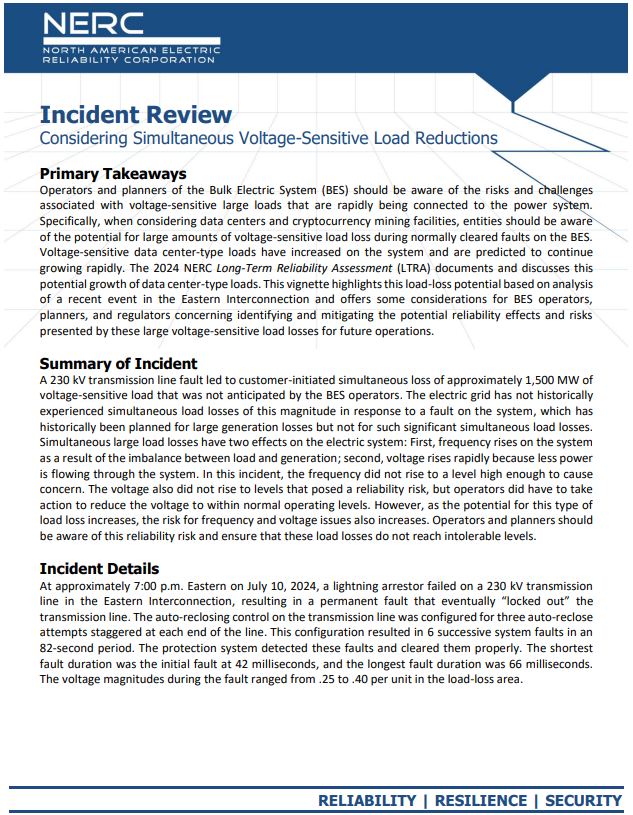 NERC
NORTH AMERICAN ELECTRIC
RELIABILITY CORPORATION
Incident Review
Considering Simultaneous Voltage-Sensitive Load Reductions
Primary Takeaways
Operators and planners of the Bulk Electric System (BES) should be aware of the risks and challenges
associated with voltage-sensitive large loads that are rapidly being connected to the power system.
Specifically, when considering data centers and cryptocurrency mining facilities, entities should be aware
of the potential for large amounts of voltage-sensitive load loss during normally cleared faults on the BES.
Voltage-sensitive data center-type loads have increased on the system and are predicted to continue
growing rapidly. The 2024 NERC Long-Term Reliability Assessment (LTRA) documents and discusses this
potential growth of data center-type loads. This vignette highlights this load-loss potential based on analysis
of a recent event in the Eastern Interconnection and offers some considerations for BES operators,
planners, and regulators concerning identifying and mitigating the potential reliability effects and risks
presented by these large voltage-sensitive load losses for future operations.
Summary of Incident
A 230 kV transmission line fault led to customer-initiated simultaneous loss of approximately 1,500 MW of
voltage-sensitive load that was not anticipated by the BES operators. The electric grid has not historically
experienced simultaneous load losses of this magnitude in response to a fault on the system, which has
historically been planned for large generation losses but not for such significant simultaneous load losses.
Simultaneous large load losses have two effects on the electric system: First, frequency rises on the system
as a result of the imbalance between load and generation; second, voltage rises rapidly because less power
is flowing through the system. In this incident, the frequency did not rise to a level high enough to cause
concern. The voltage also did not rise to levels that posed a reliability risk, but operators did have to take
action to reduce the voltage to within normal operating levels. However, as the potential for this type of
load loss increases, the risk for frequency and voltage issues also increases. Operators and planners should
be aware of this reliability risk and ensure that these load losses do not reach intolerable levels.
Incident Details
At approximately 7:00 p.m. Eastern on July 10, 2024, a lightning arrestor failed on a 230 kV transmission
line in the Eastern Interconnection, resulting in a permanent fault that eventually “locked out” the
transmission line. The auto-reclosing control on the transmission line was configured for three auto-reclose
attempts staggered at each end of the line. This configuration resulted in 6 successive system faults in an
82-second period. The protection system detected these faults and cleared them properly. The shortest
fault duration was the initial fault at 42 milliseconds, and the longest fault duration was 66 milliseconds.
The voltage magnitudes during the fault ranged from .25 to .40 per unit in the load-loss area.
RELIABILITY | RESILIENCE | SECURITY